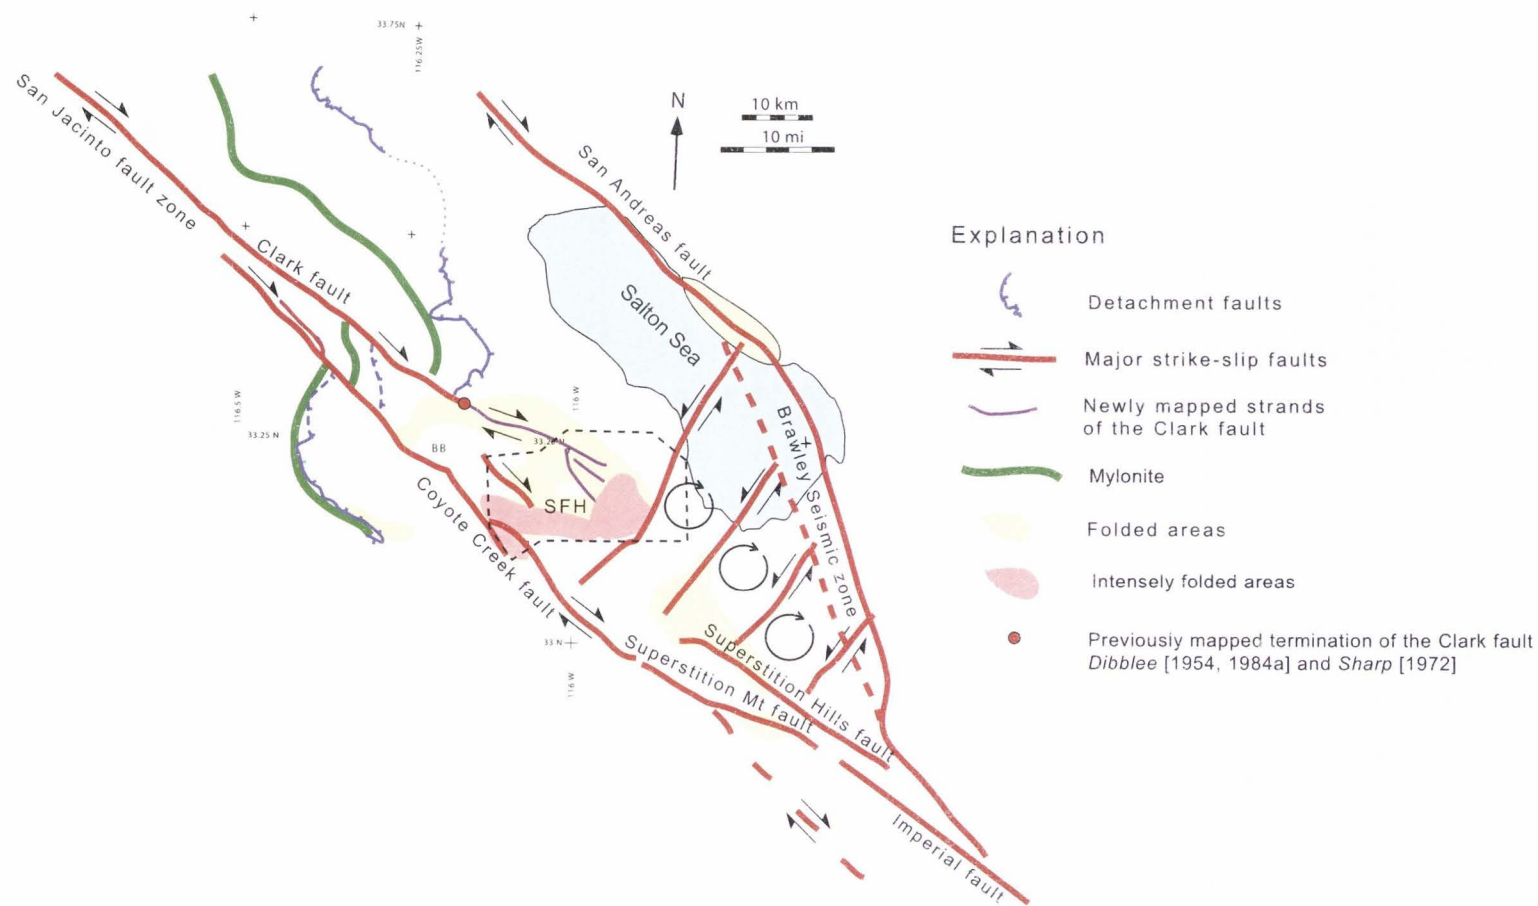 33.75N
116.25W
San Jacinto fault zone
N
10 km
10 mi
San Andreas fault
Clark fault
Salton Sea
116.5 W
33.25 N
116 W
33.25 N
BB
SFH
Coyote Creek fault
Brawley Seismic zone
33 N
116 W
Superstition Mt fault
Superstition Hills fault
Imperial fault
Explanation
Detachment faults
Major strike-slip faults
Newly mapped strands
of the Clark fault
Mylonite
Folded areas
Intensely folded areas
Previously mapped termination of the Clark fault
Dibblee [1954, 1984a] and Sharp [1972]